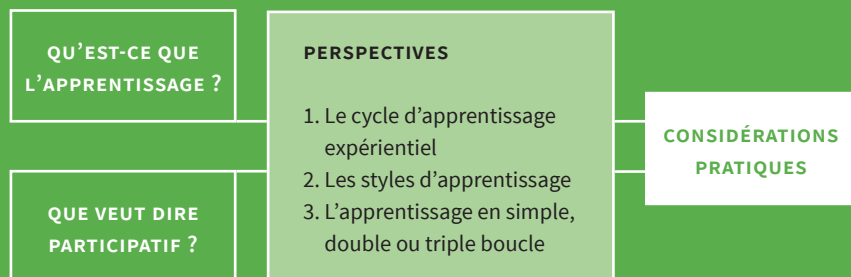 QU’EST-CE QUE
L’APPRENTISSAGE ?
QUE VEUT DIRE
PARTICIPATIF ?
PERSPECTIVES
1. Le cycle d’apprentissage
expérientiel
2. Les styles d’apprentissage
3. L’apprentissage en simple,
double ou triple boucle
CONSIDÉRATIONS
PRATIQUES